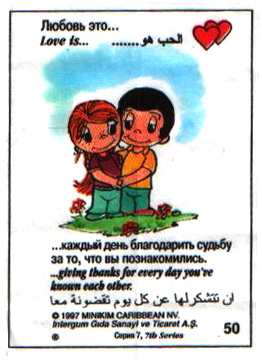 Любовь это...
Love is...
الحب هو.......
...каждый день благодарить судьбу
за то, что вы познакомились.
...giving thanks for every day you've
known each other.
ان تتشكرلها عن كل يوم تقضونة معا
© 1997 MINIKIM CARIBBEAN NV.
Intergum Gıda Sanayi ve Ticaret A.Ş.
® Серия 7, 7th Series
50